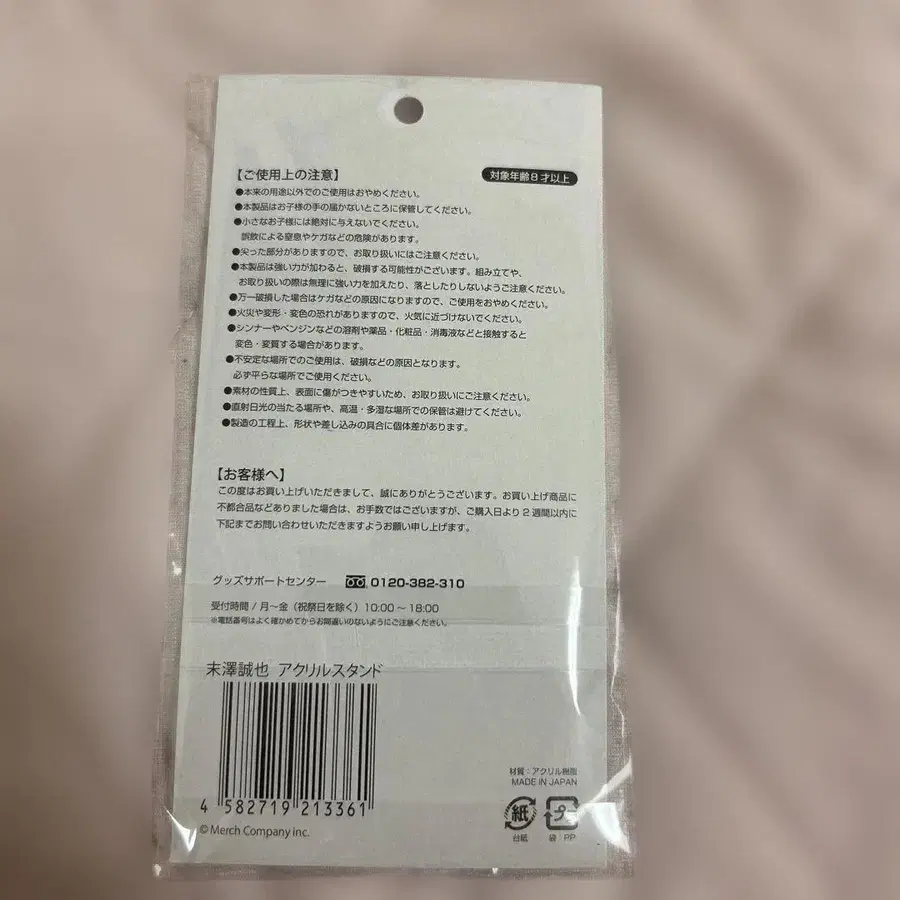 【ご使用上の注意】
対象年齢8才以上
●本来の用途以外でのご使用はおやめください。
●本製品はお子様の手の届かないところに保管してください。
●小さなお子様には絶対に与えないでください。
誤飲による窒息やケガなどの危険があります。
●尖った部分がありますので、お取り扱いにはご注意ください。
●本製品は強い力が加わると、破損する可能性がございます。組み立てや、
お取り扱いの際は無理に強い力を加えたり、落としたりしないようご注意ください。
●万一破損した場合はケガなどの原因になりますので、ご使用をおやめください。
●火災や変形・変色の恐れがありますので、火気に近づけないでください。
●シンナーやベンジンなどの溶剤や薬品・化粧品・消毒液などと接触すると
変色・変質する場合があります。
●不安定な場所でのご使用は、破損などの原因となります。
必ず平らな場所でご使用ください。
●素材の性質上、表面に傷がつきやすいため、お取り扱いにご注意ください。
●直射日光の当たる場所や、高温・多湿な場所での保管は避けてください。
●製造の工程上、形状や差し込みの具合に個体差があります。
【お客様へ】
この度はお買い上げいただきまして、誠にありがとうございます。お買い上げ商品に
不都合品などありました場合は、お手数ではございますが、ご購入日より2週間以内に
下記までお問い合わせいただきますようお願い申し上げます。
グッズサポートセンター 0120-382-310
受付時間/月～金（祝祭日を除く）10:00～18:00
※電話番号はよく確かめてからお間違いのないようにご注意ください。
末澤誠也 アクリルスタンド
4 582719 213361
© Merch Company inc.
材質：アクリル樹脂
MADE IN JAPAN
紙 プラ
台紙 袋：PP